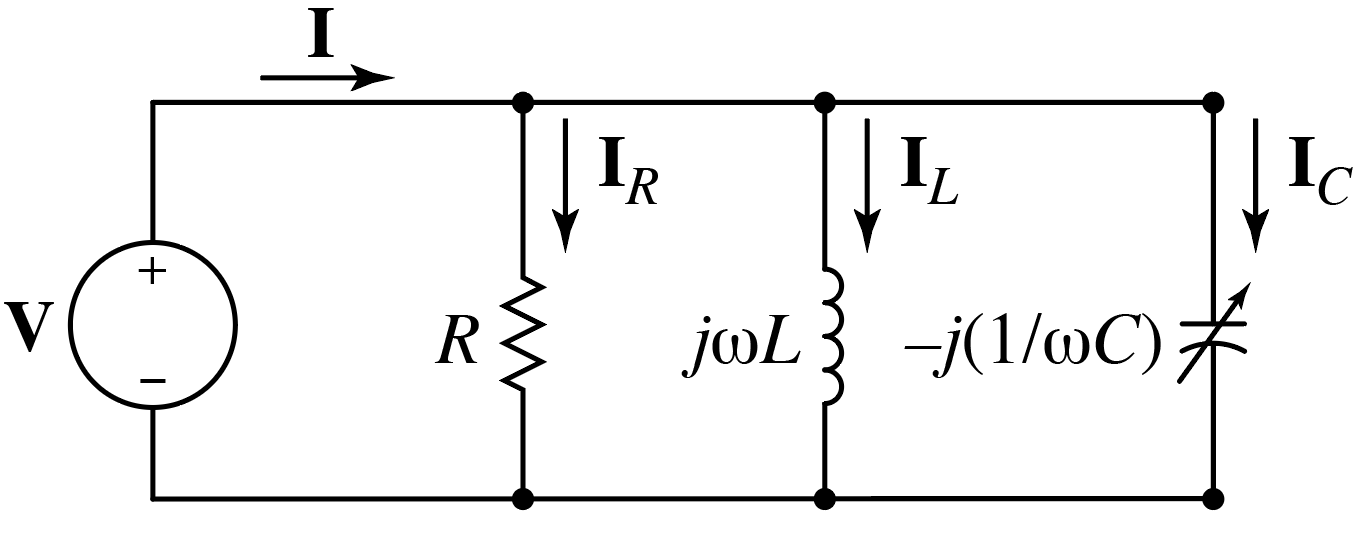 I
I_R
I_L
I_C
+
V
R
jωL
–j(1/ωC)
–